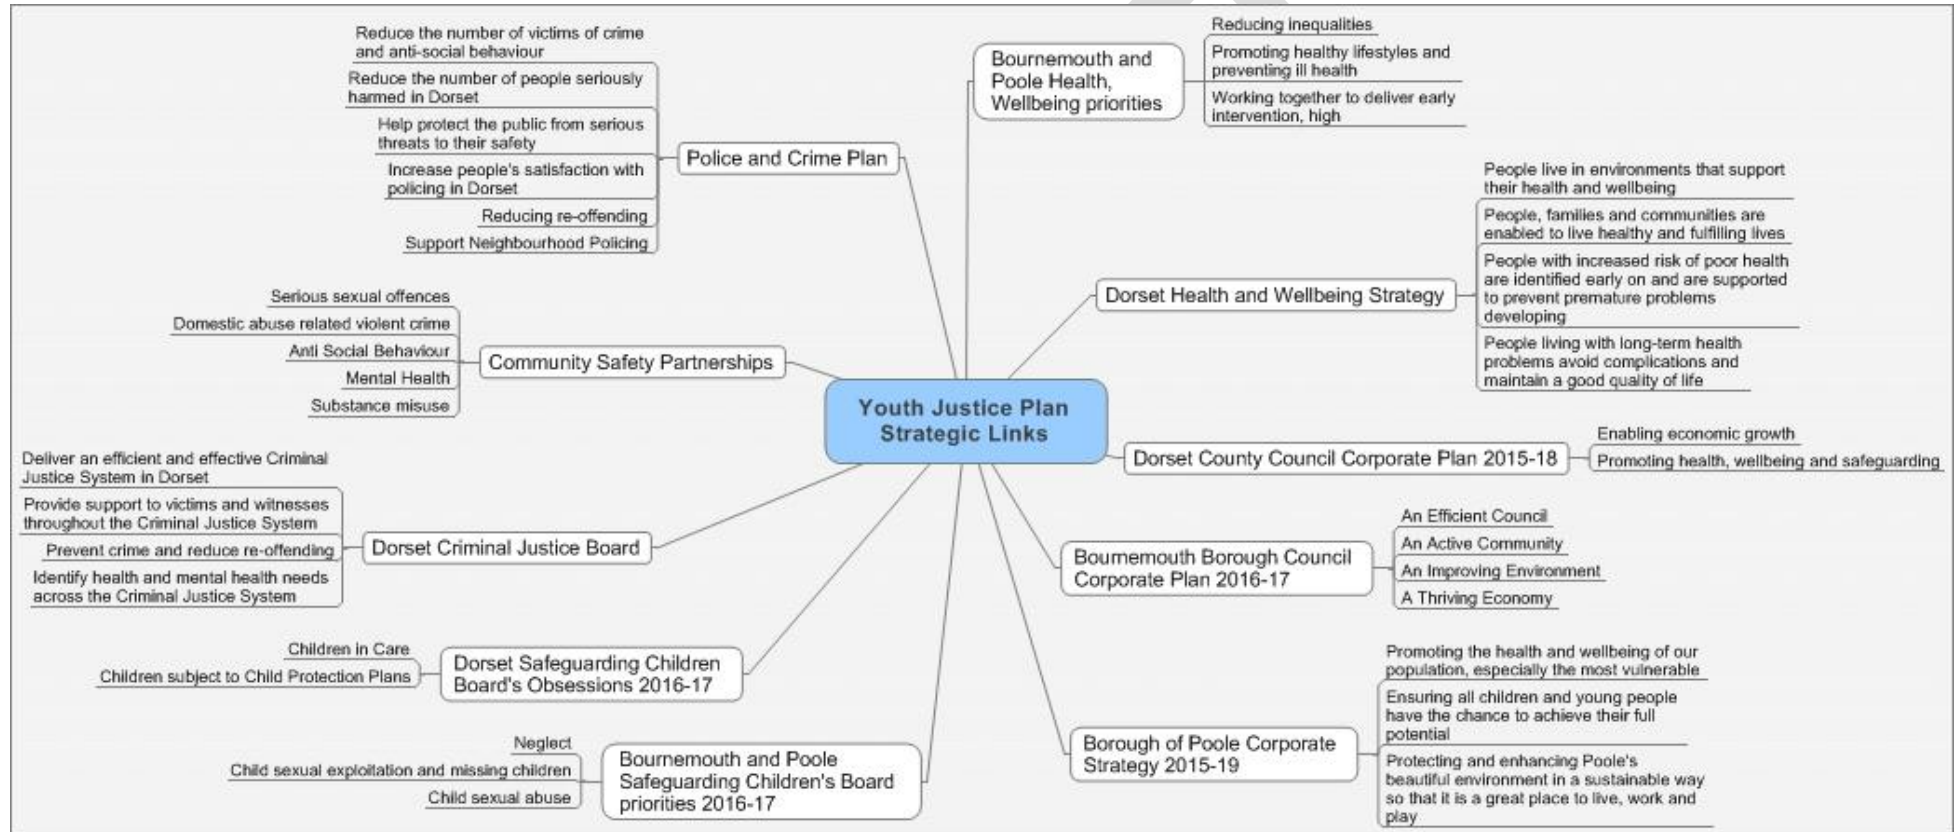 Reduce the number of victims of crime
and anti-social behaviour
Reduce the number of people seriously
harmed in Dorset
Help protect the public from serious
threats to their safety
Increase people's satisfaction with
policing in Dorset
Reducing re-offending
Support Neighbourhood Policing
Police and Crime Plan
Serious sexual offences
Domestic abuse related violent crime
Anti Social Behaviour
Mental Health
Substance misuse
Community Safety Partnerships
Deliver an efficient and effective Criminal
Justice System in Dorset
Provide support to victims and witnesses
throughout the Criminal Justice System
Prevent crime and reduce re-offending
Identify health and mental health needs
across the Criminal Justice System
Dorset Criminal Justice Board
Children in Care
Children subject to Child Protection Plans
Dorset Safeguarding Children
Board's Obsessions 2016-17
Neglect
Child sexual exploitation and missing children
Child sexual abuse
Bournemouth and Poole
Safeguarding Children's Board
priorities 2016-17
Youth Justice Plan
Strategic Links
Bournemouth and
Poole Health,
Wellbeing priorities
Reducing inequalities
Promoting healthy lifestyles and
preventing ill health
Working together to deliver early
intervention, high
Dorset Health and Wellbeing Strategy
People live in environments that support
their health and wellbeing
People, families and communities are
enabled to live healthy and fulfilling lives
People with increased risk of poor health
are identified early on and are supported
to prevent premature problems
developing
People living with long-term health
problems avoid complications and
maintain a good quality of life
Dorset County Council Corporate Plan 2015-18
Enabling economic growth
Promoting health, wellbeing and safeguarding
Bournemouth Borough Council
Corporate Plan 2016-17
An Efficient Council
An Active Community
An Improving Environment
A Thriving Economy
Borough of Poole Corporate
Strategy 2015-19
Promoting the health and wellbeing of our
population, especially the most vulnerable
Ensuring all children and young people
have the chance to achieve their full
potential
Protecting and enhancing Poole's
beautiful environment in a sustainable way
so that it is a great place to live, work and
play